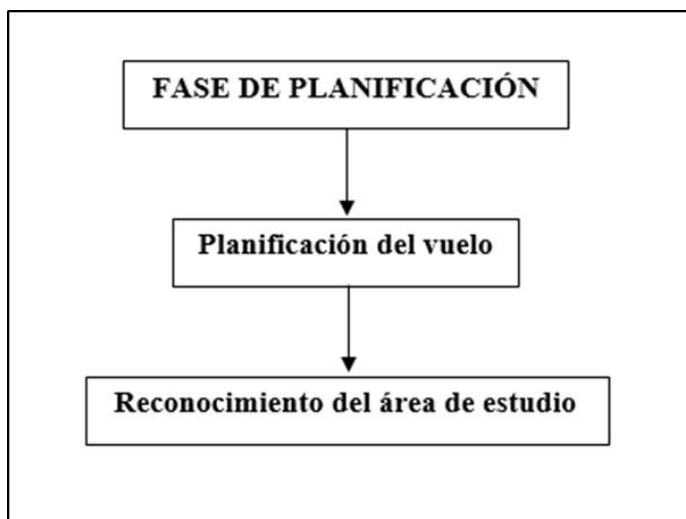 FASE DE PLANIFICACIÓN
Planificación del vuelo
Reconocimiento del área de estudio